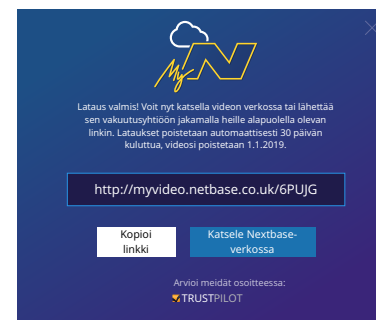 My N
Lataus valmis! Voit nyt katsella videon verkossa tai lähettää
sen vakuutusyhtiöön jakamalla heille alapuolella olevan
linkin. Lataukset poistetaan automaattisesti 30 päivän
kuluttua, videosi poistetaan 1.1.2019.
http://myvideo.netbase.co.uk/6PUJG
Kopioi
linkki
Katsele Nextbase-
verkossa
Arvioi meidät osoitteessa:
TRUSTPILOT